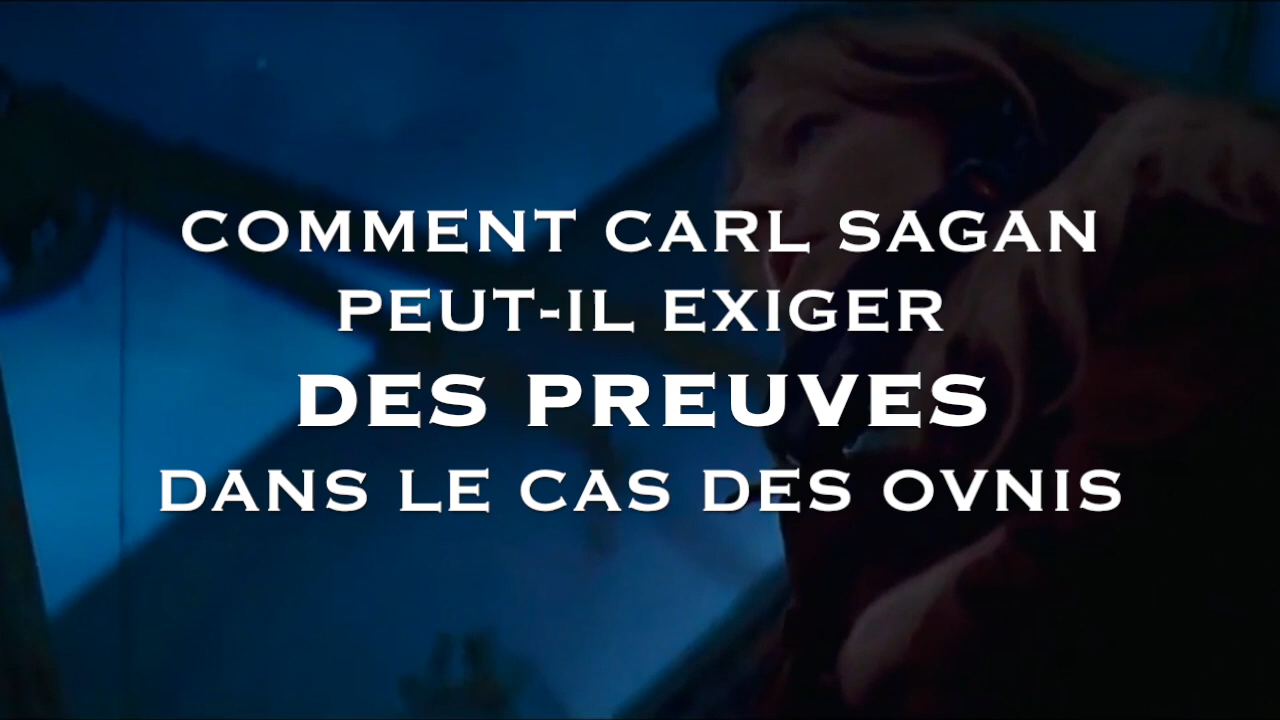 COMMENT CARL SAGAN
PEUT-IL EXIGER
DES PREUVES
DANS LE CAS DES OVNIS